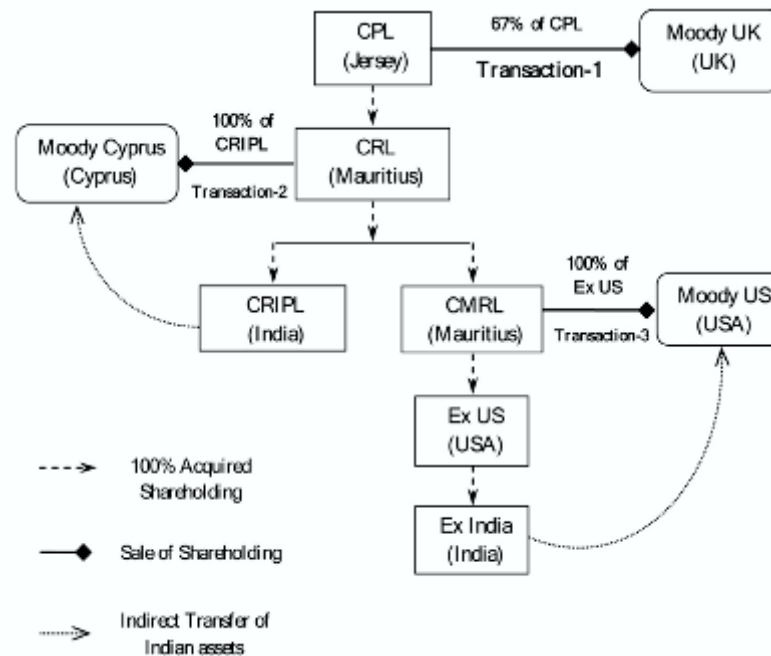 CPL
(Jersey)
67% of CPL
Transaction-1
Moody UK
(UK)
Moody Cyprus
(Cyprus)
100% of
CRIPL
Transaction-2
CRL
(Mauritius)
CRIPL
(India)
CMRL
(Mauritius)
100% of
Ex US
Transaction-3
Moody US
(USA)
Ex US
(USA)
Ex India
(India)
100% Acquired
Shareholding
Sale of Shareholding
Indirect Transfer of
Indian assets